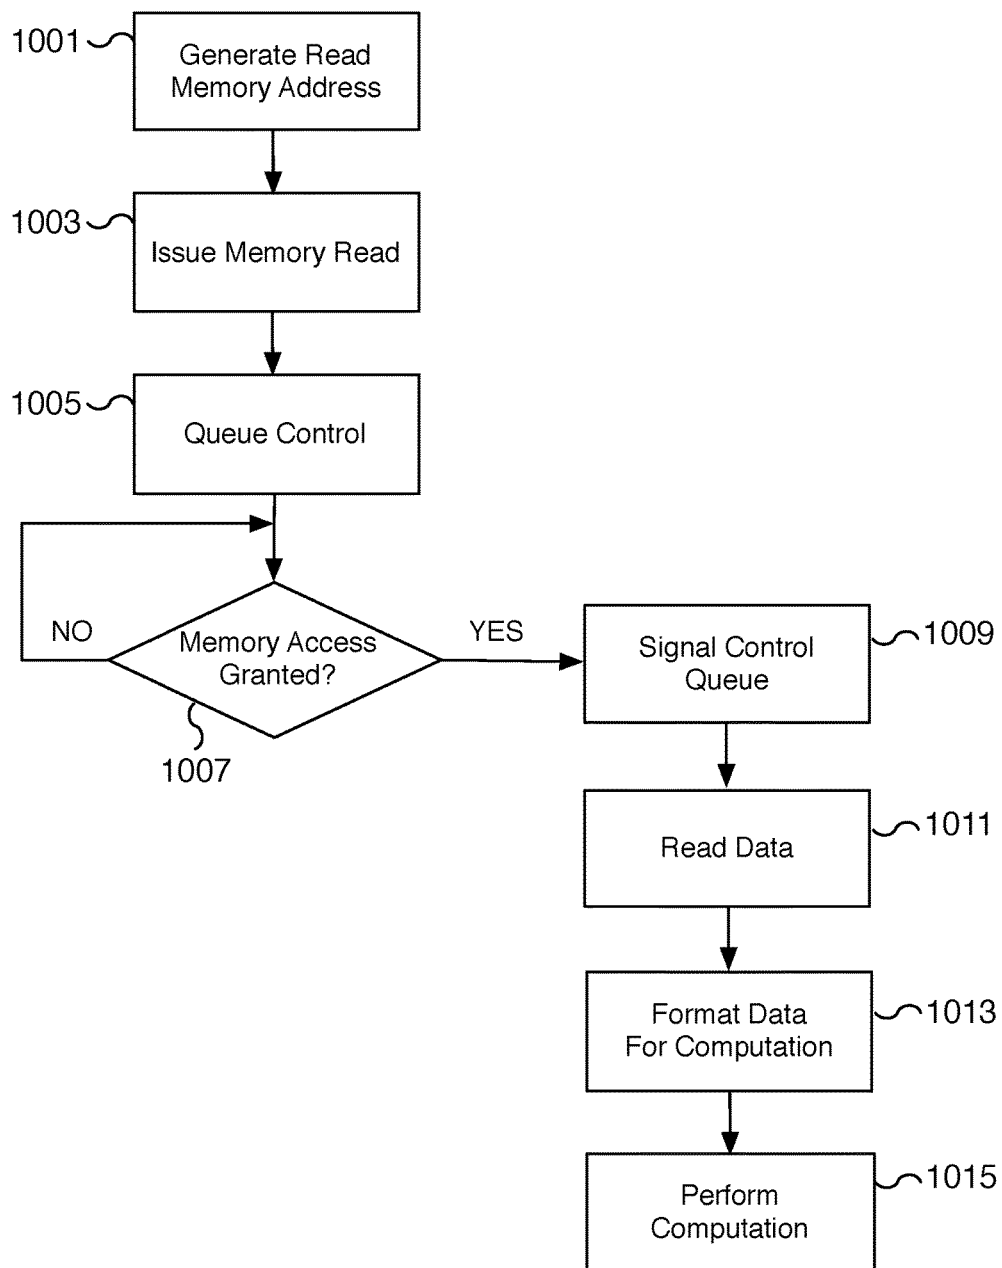 1001
Generate Read
Memory Address
1003
Issue Memory Read
1005
Queue Control
NO
Memory Access
Granted?
YES
1007
Signal Control
Queue
1009
Read Data
1011
Format Data
For Computation
1013
Perform
Computation
1015